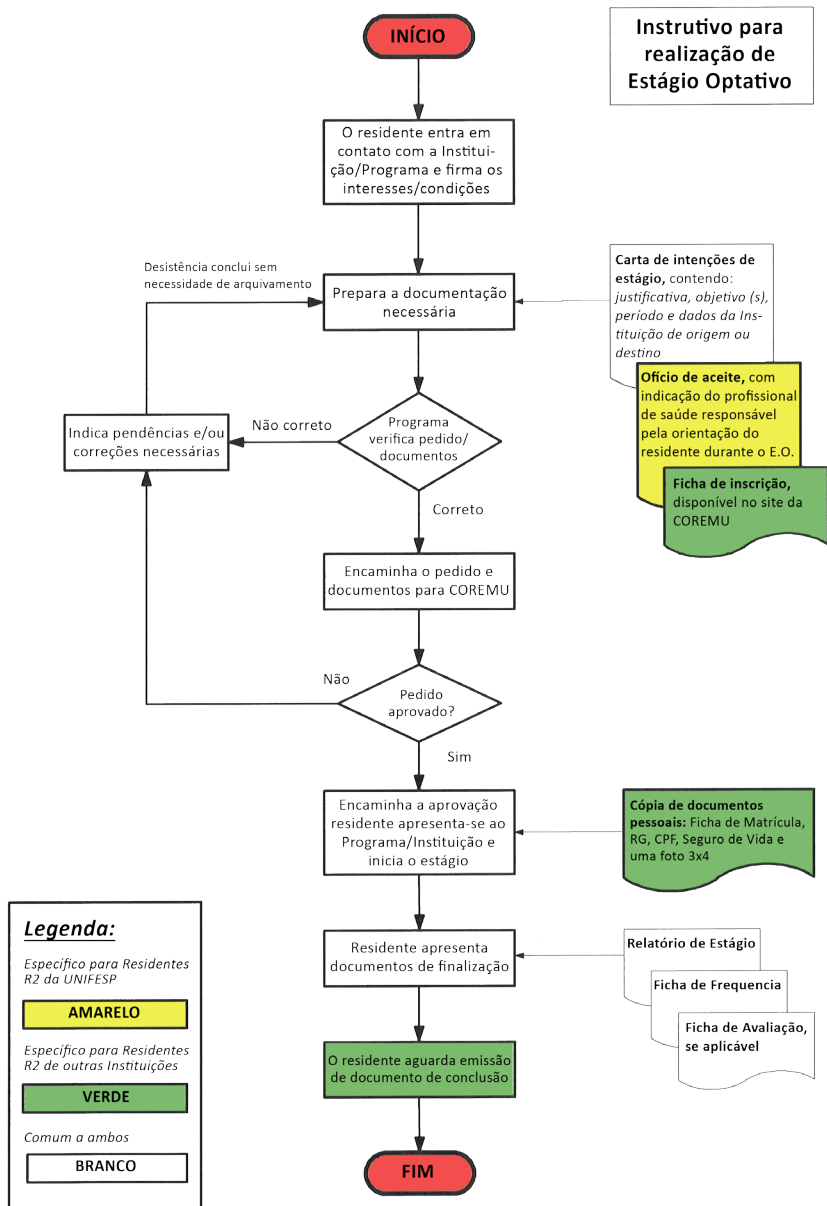 INÍCIO
Instrutivo para
realização de
Estágio Optativo
O residente entra em
contato com a Institui-
ção/Programa e firma os
interesses/condições
Desistência conclui sem
necessidade de arquivamento
Prepara a documentação
necessária
Carta de intenções de
estágio, contendo:
justificativa, objetivo (s),
período e dados da Ins-
tituição de origem ou
destino
Ofício de aceite, com
indicação do profissional
de saúde responsável
pela orientação do
residente durante o E.O.
Ficha de inscrição,
disponível no site da
COREMU
Programa
verifica pedido/
documentos
Não correto
Indica pendências e/ou
correções necessárias
Correto
Encaminha o pedido e
documentos para COREMU
Não
Pedido
aprovado?
Sim
Encaminha a aprovação
residente apresenta-se ao
Programa/Instituição e
inicia o estágio
Cópia de documentos
pessoais: Ficha de Matrícula,
RG, CPF, Seguro de Vida e
uma foto 3x4
Residente apresenta
documentos de finalização
Relatório de Estágio
Ficha de Frequencia
Ficha de Avaliação,
se aplicável
O residente aguarda emissão
de documento de conclusão
FIM
Legenda:
Específico para Residentes
R2 da UNIFESP
AMARELO
Específico para Residentes
R2 de outras Instituições
VERDE
Comum a ambos
BRANCO